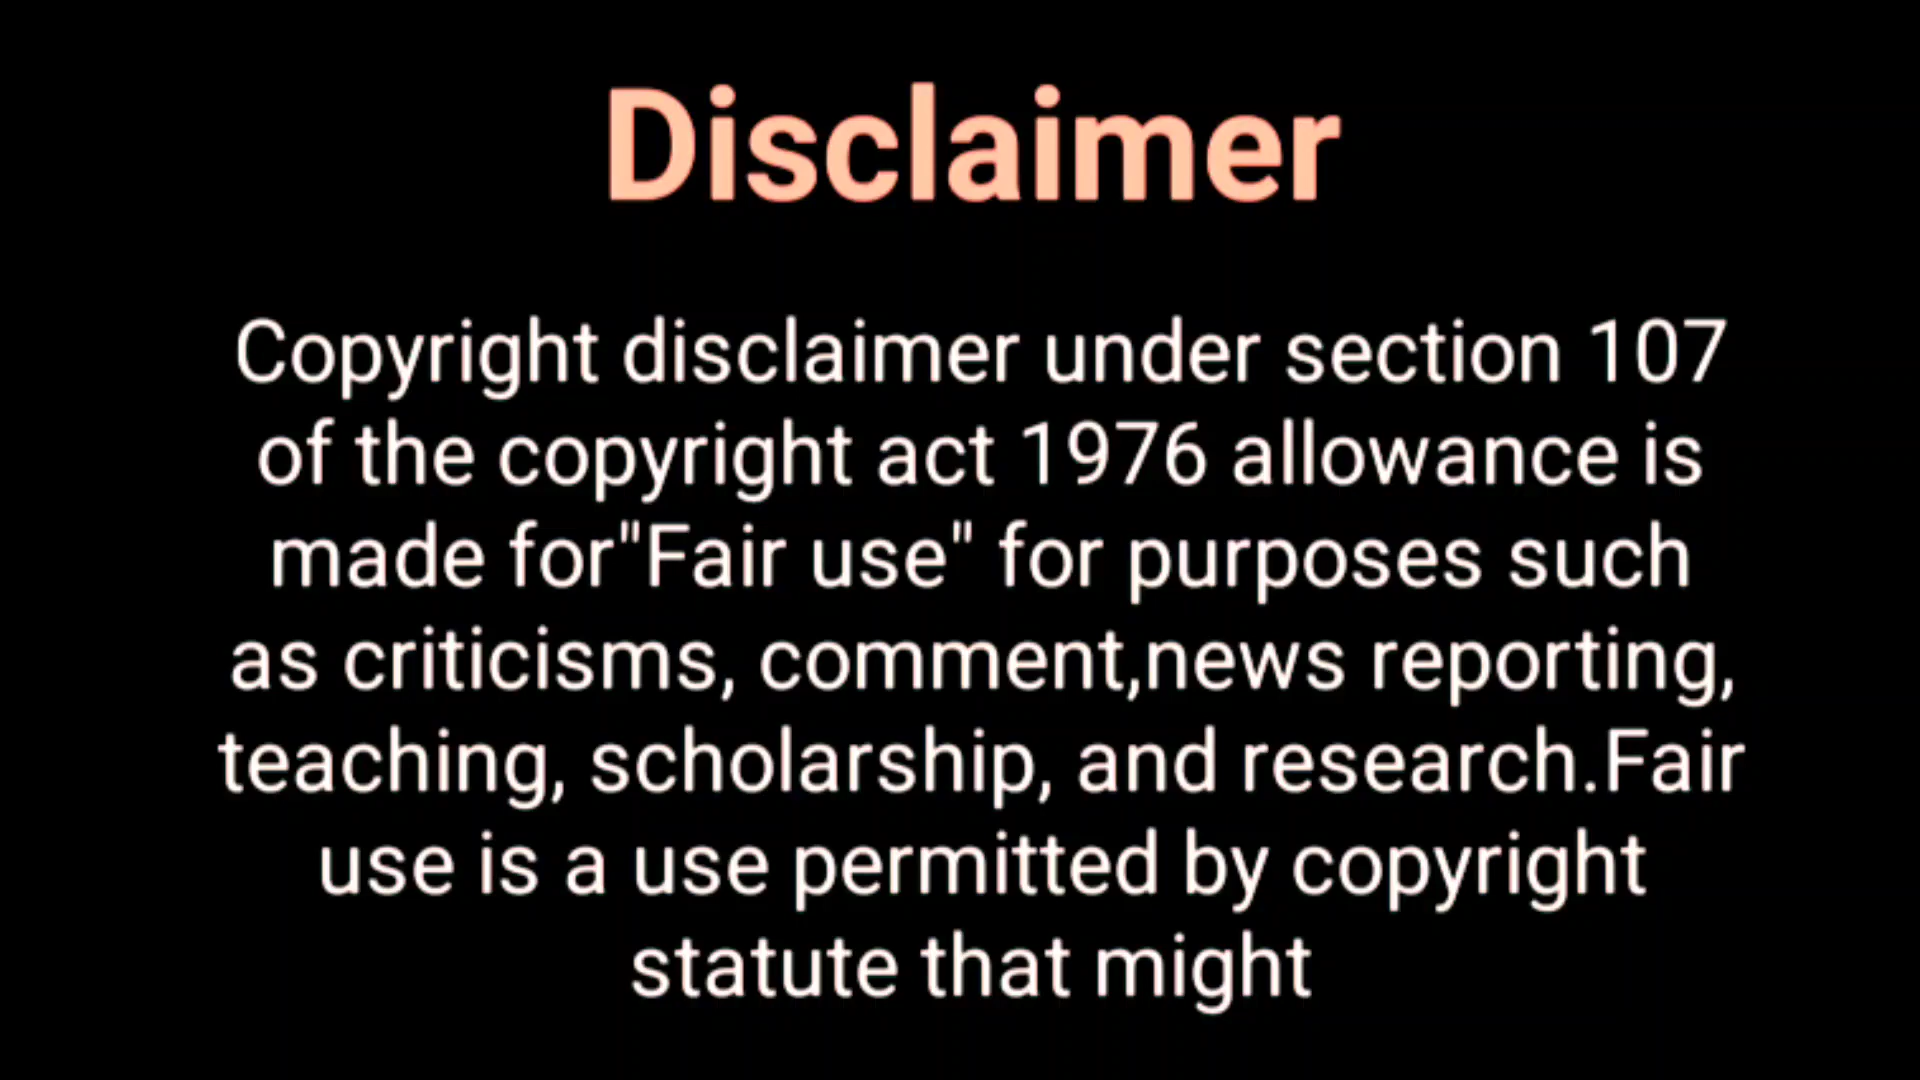 Disclaimer
Copyright disclaimer under section 107
of the copyright act 1976 allowance is
made for"Fair use" for purposes such
as criticisms, comment,news reporting,
teaching, scholarship, and research.Fair
use is a use permitted by copyright
statute that might